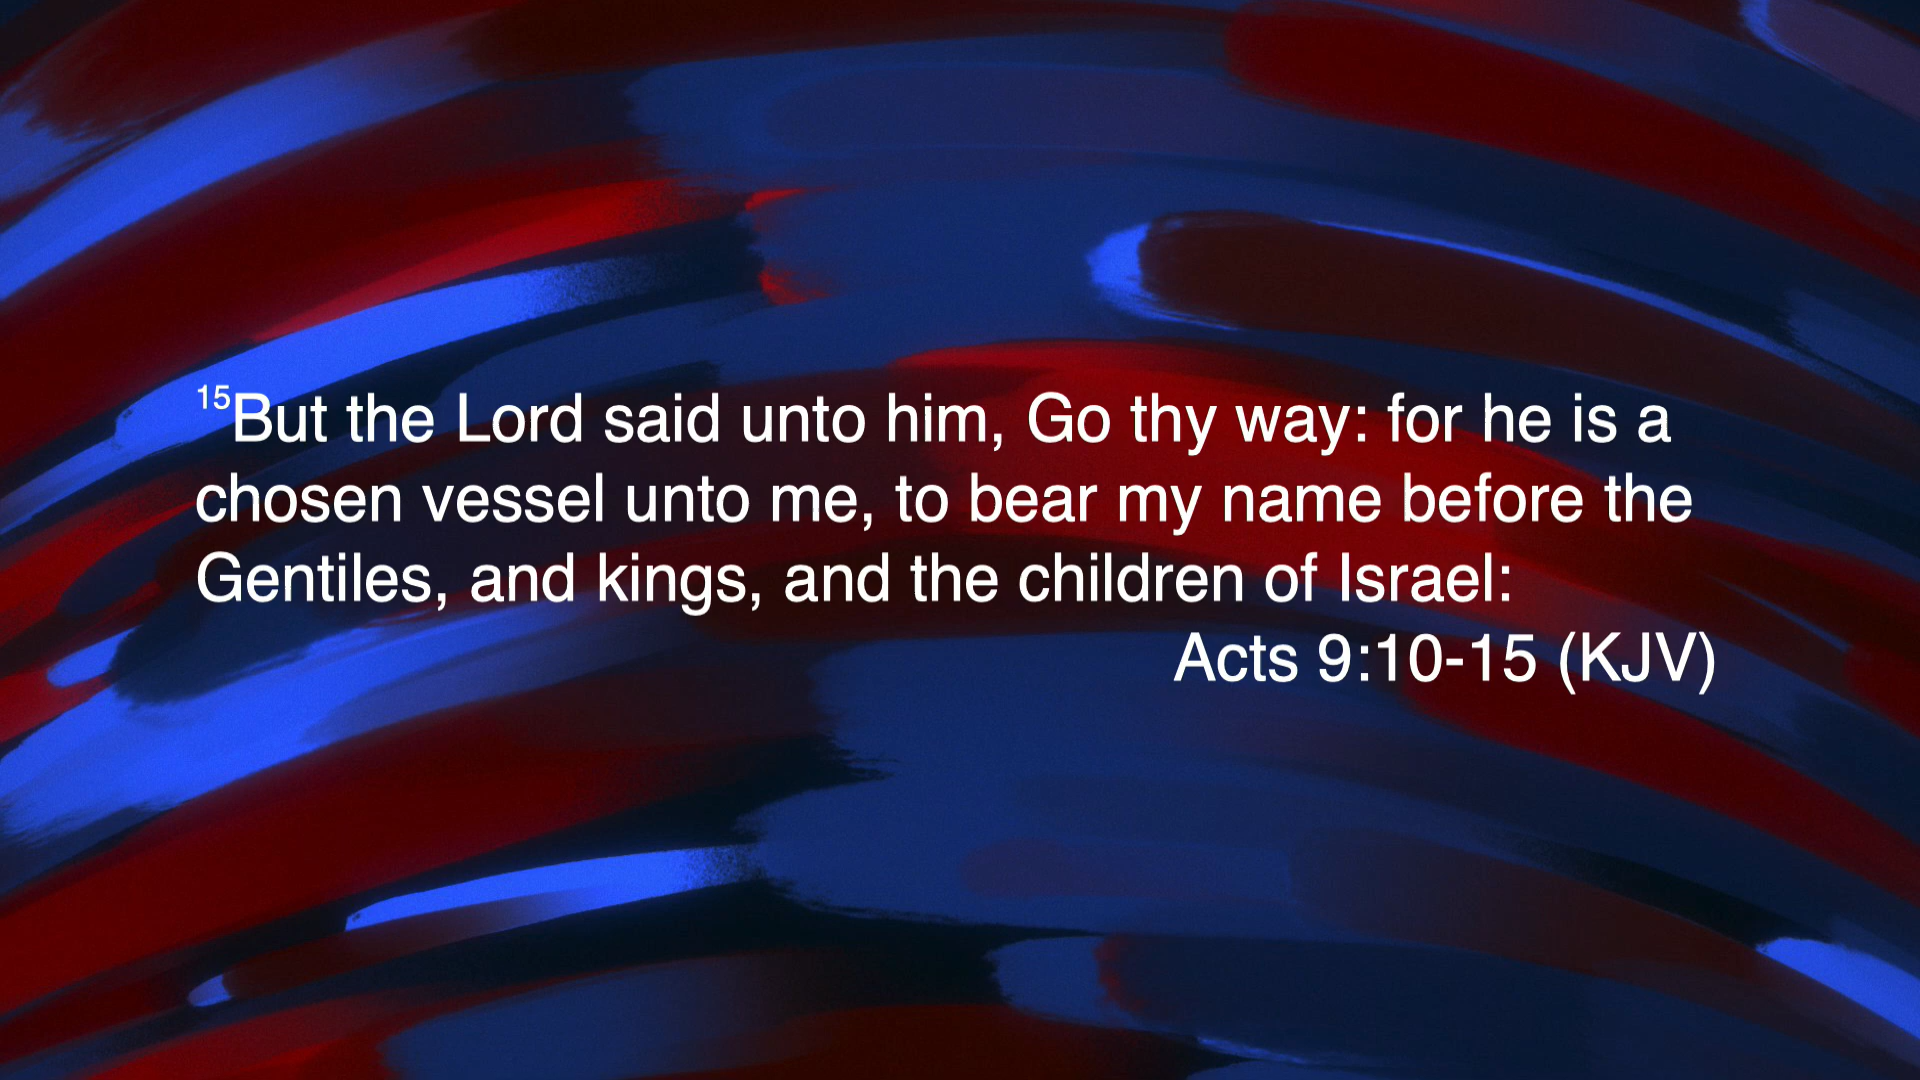 15But the Lord said unto him, Go thy way: for he is a
chosen vessel unto me, to bear my name before the
Gentiles, and kings, and the children of Israel:
Acts 9:10-15 (KJV)